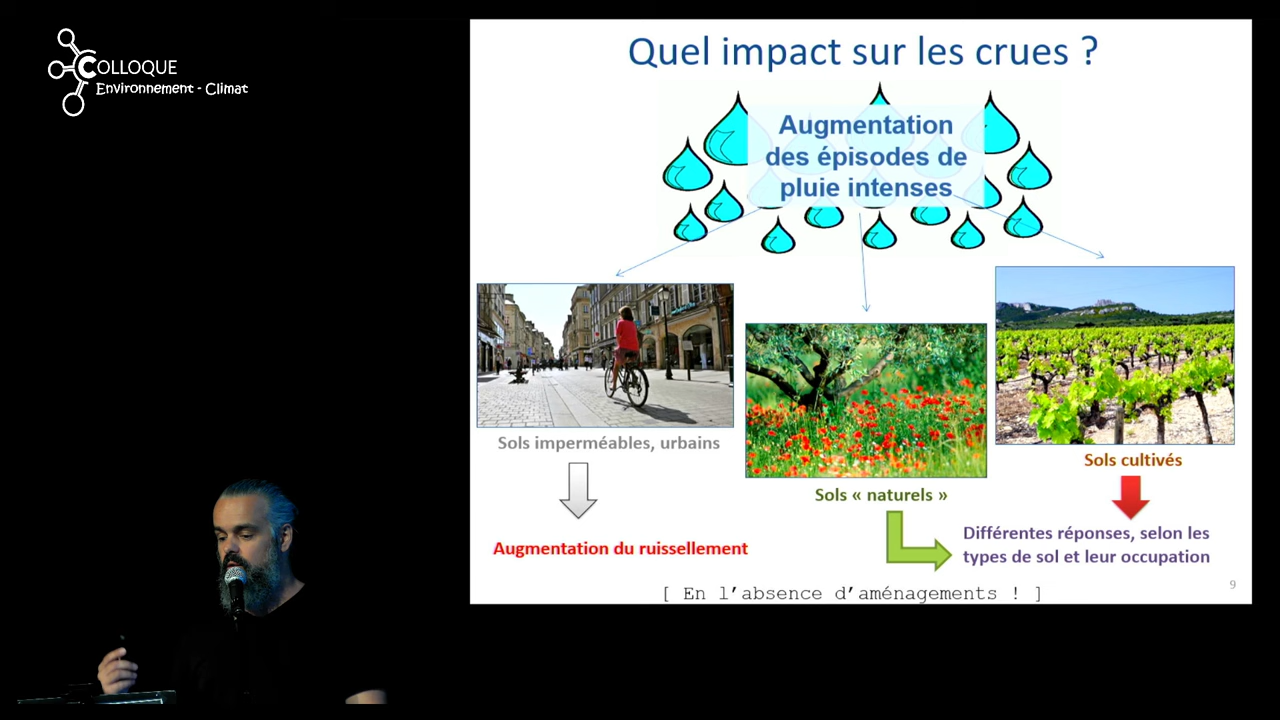 COLLOQUE
Environnement - Climat
Quel impact sur les crues ?
Augmentation
des épisodes de
pluie intenses
Sols imperméables, urbains
Sols « naturels »
Sols cultivés
Augmentation du ruissellement
Différentes réponses, selon les
types de sol et leur occupation
[ En l’absence d’aménagements ! ]
9